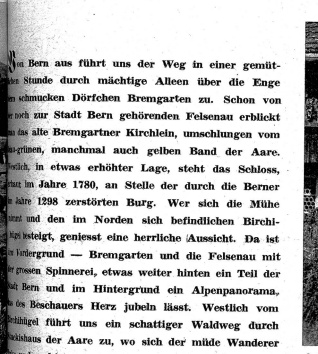 Von Bern aus führt uns der Weg in einer gemüt-
Stunde durch mächtige Alleen über die Enge
schmucken Dörfchen Bremgarten zu. Schon von
noch zur Stadt Bern gehörenden Felsenau erblickt
das alte Bremgartner Kirchlein, umschlungen vom
grünen, manchmal auch gelben Band der Aare.
in etwas erhöhter Lage, steht das Schloss,
im Jahre 1780, an Stelle der durch die Berner
Jahre 1298 zerstörten Burg. Wer sich die Mühe
nimmt und den im Norden sich befindlichen Birchi-
besteigt, geniesst eine herrliche Aussicht. Da ist
Vordergrund — Bremgarten und die Felsenau mit
der grossen Spinnerei, etwas weiter hinten ein Teil der
Stadt Bern und im Hintergrund ein Alpenpanorama,
das des Beschauers Herz jubeln lässt. Westlich vom
führt uns ein schattiger Waldweg durch
der Aare zu, wo sich der müde Wanderer